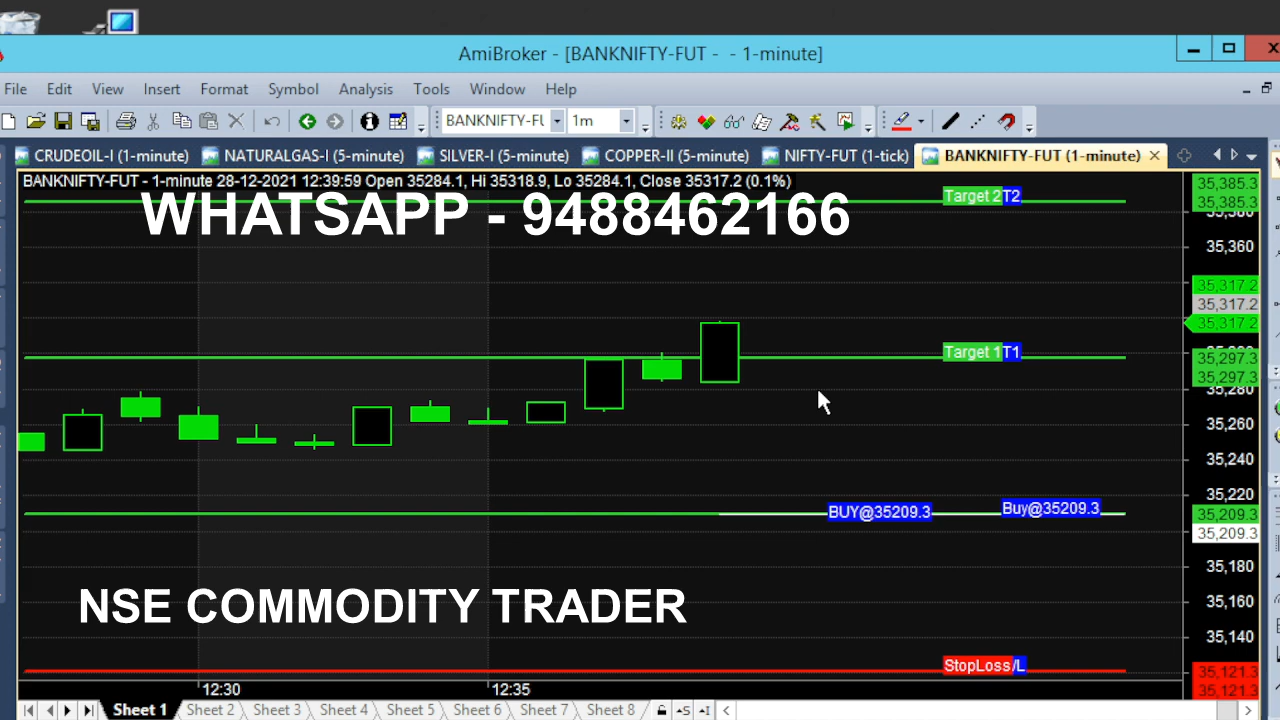 AmiBroker - [BANKNIFTY-FUT - - 1-minute]
File Edit View Insert Format Symbol Analysis Tools Window Help
BANKNIFTY-FU 1m
CRUDEOIL-I (1-minute) NATURALGAS-I (5-minute) SILVER-I (5-minute) COPPER-II (5-minute) NIFTY-FUT (1-tick) BANKNIFTY-FUT (1-minute)
BANKNIFTY-FUT - 1-minute 28-12-2021 12:39:59 Open 35284.1, Hi 35318.9, Lo 35284.1, Close 35317.2 (0.1%)
35,385.3
Target 2 T2
35,385.3
WHATSAPP - 9488462166
35,360
35,317.2
35,317.2
35,317.2
Target 1 T1
35,297.3
35,297.3
35,280
35,260
35,240
35,220
BUY@35209.3 Buy@35209.3
35,209.3
35,209.3
35,180
35,160
NSE COMMODITY TRADER
35,140
StopLoss /L
35,121.3
35,121.3
12:30 12:35
Sheet 1 Sheet 2 Sheet 3 Sheet 4 Sheet 5 Sheet 6 Sheet 7 Sheet 8